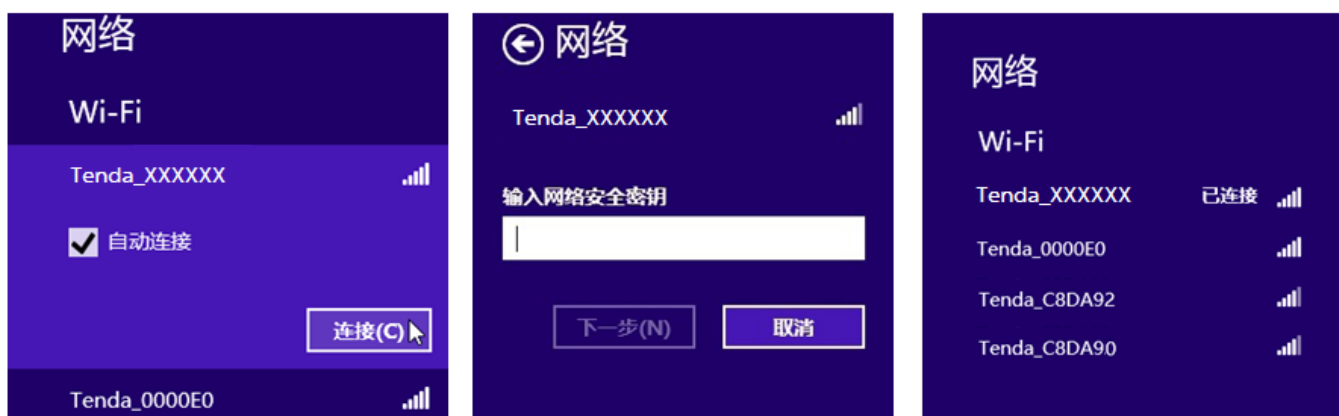 网络
Wi-Fi
Tenda_XXXXXX
自动连接
连接(C)
Tenda_0000E0
网络
Tenda_XXXXXX
输入网络安全密钥
下一步(N)
取消
网络
Wi-Fi
Tenda_XXXXXX 已连接
Tenda_0000E0
Tenda_C8DA92
Tenda_C8DA90